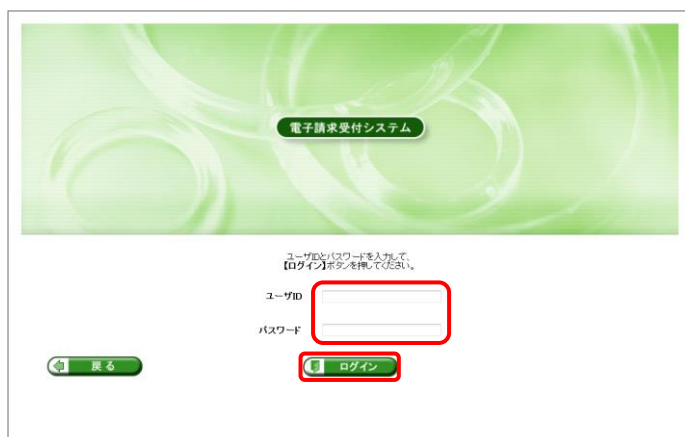 電子請求受付システム
ユーザIDとパスワードを入力して、
【ログイン】ボタンを押してください。
ユーザID
パスワード
戻る
ログイン